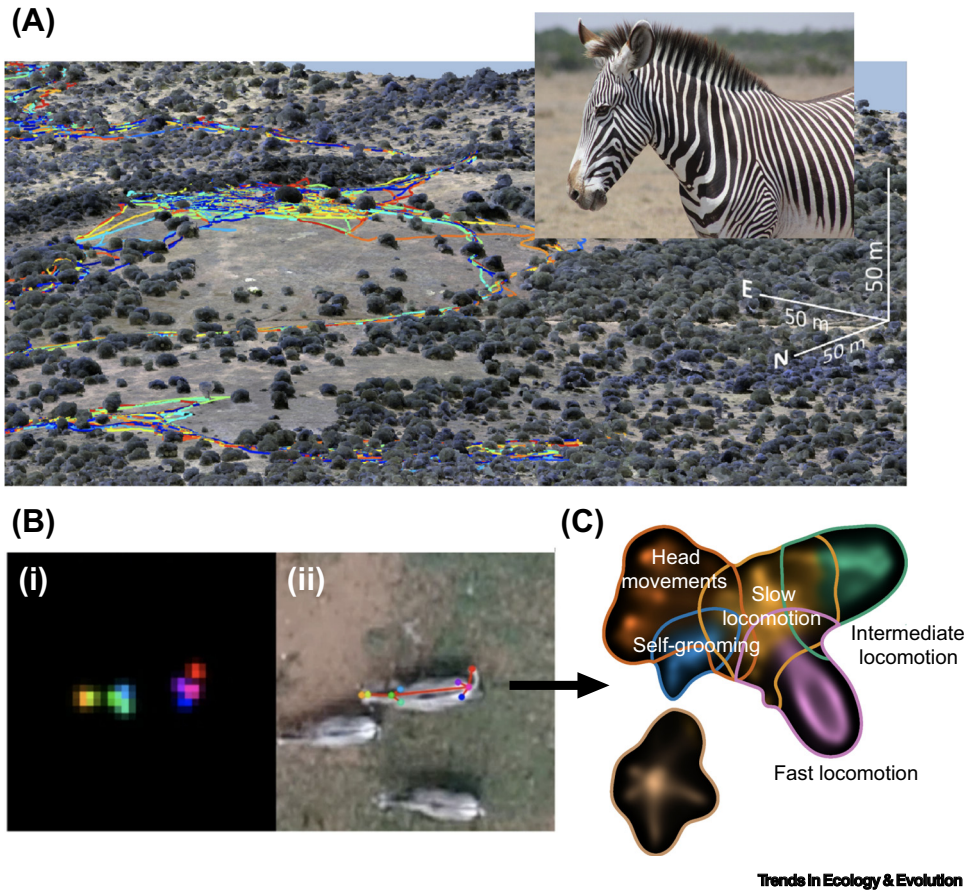 (A)
E
50 m
50 m
N
50 m
(B)
(i)
(ii)
(C)
Head
movements
Slow
locomotion
Self-grooming
Intermediate
locomotion
Fast locomotion
Trends in Ecology & Evolution